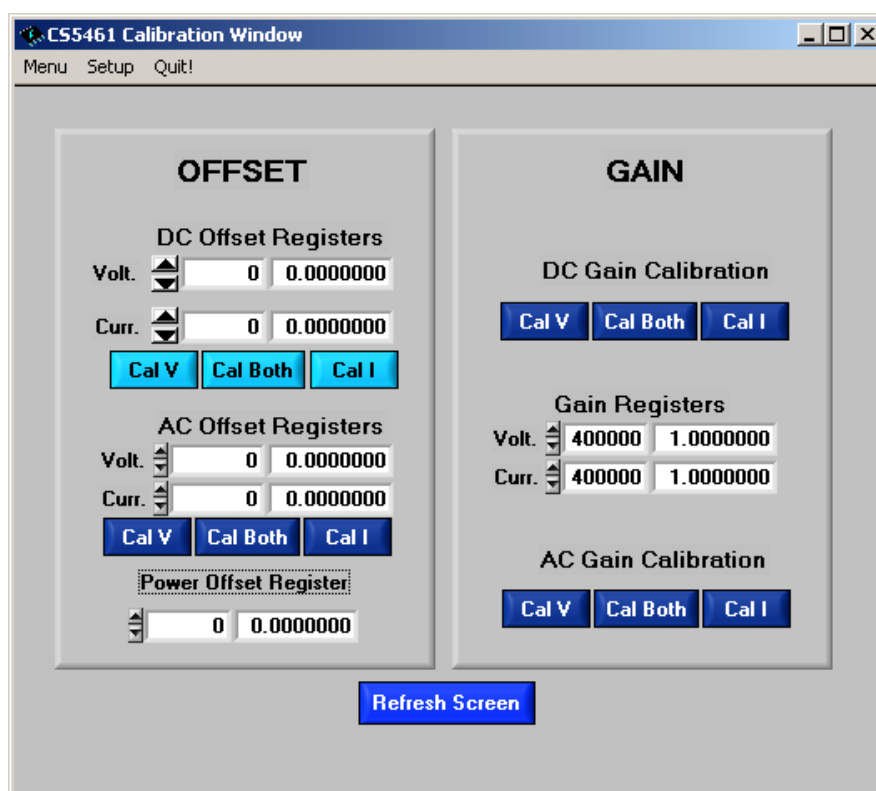 CS5461 Calibration Window
Menu Setup Quit!
OFFSET
DC Offset Registers
Volt. 0 0.0000000
Curr. 0 0.0000000
Cal V Cal Both Cal I
AC Offset Registers
Volt. 0 0.0000000
Curr. 0 0.0000000
Cal V Cal Both Cal I
Power Offset Register
0 0.0000000
GAIN
DC Gain Calibration
Cal V Cal Both Cal I
Gain Registers
Volt. 400000 1.0000000
Curr. 400000 1.0000000
AC Gain Calibration
Cal V Cal Both Cal I
Refresh Screen